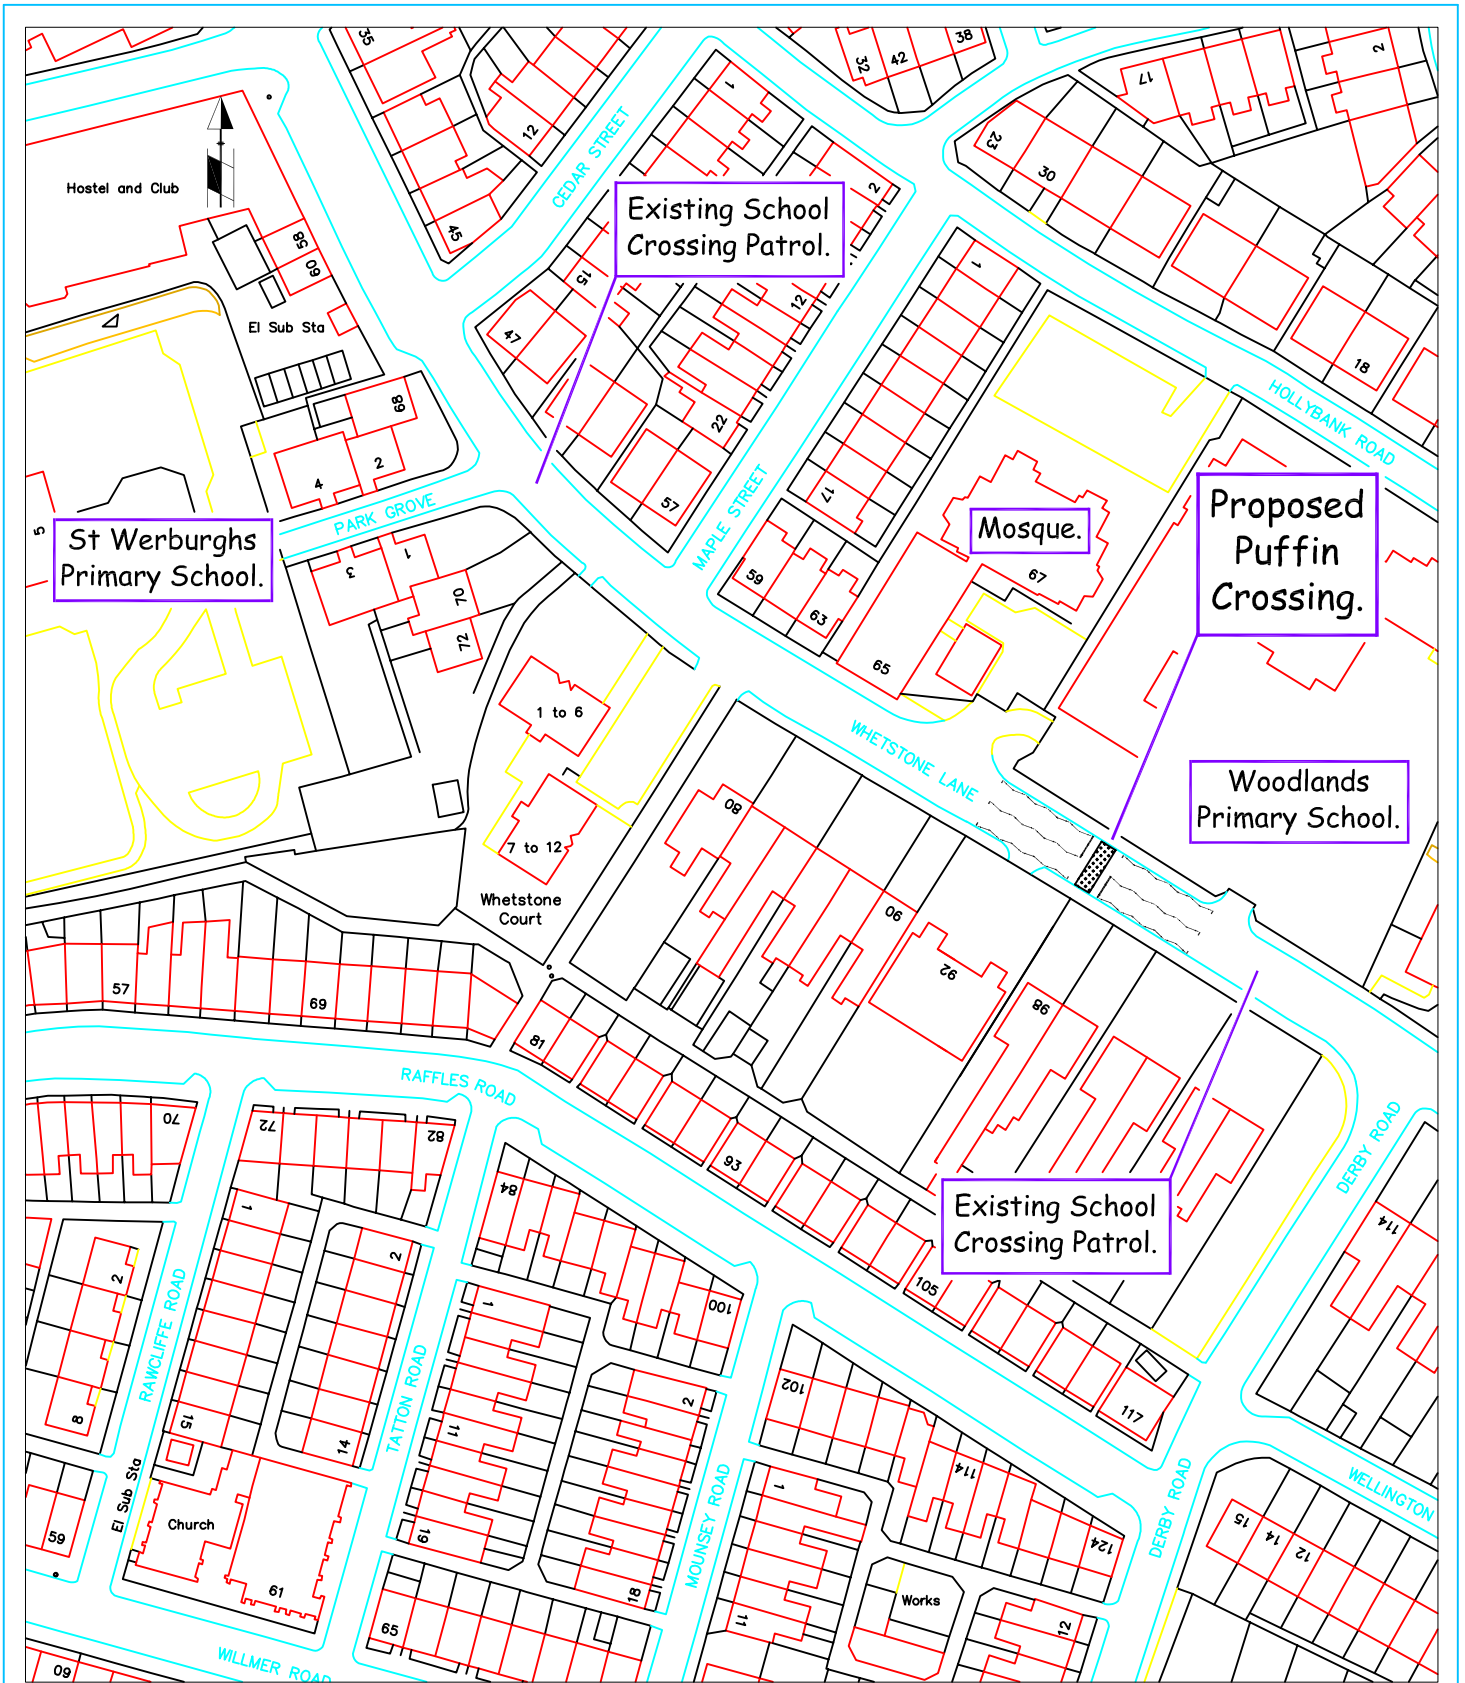 35
12
CEDAR STREET
1
32
42
38
17
2
23
30
Hostel and Club
45
58
60
El Sub Sta
Existing School
Crossing Patrol.
2
15
12
47
22
57
1
17
HOLLYBANK ROAD
18
68
4
2
PARK GROVE
5
St Werburghs
Primary School.
3
1
70
72
MAPLE STREET
59
63
65
Mosque.
67
Proposed
Puffin
Crossing.
1 to 6
7 to 12
Whetstone
Court
WHETSTONE LANE
Woodlands
Primary School.
80
90
92
98
57
69
81
RAFFLES ROAD
93
105
117
Existing School
Crossing Patrol.
DERBY ROAD
114
70
72
82
84
100
102
114
124
1
2
2
8
15
14
RAWCLIFFE ROAD
TATTON ROAD
1
11
19
2
18
MOUNSEY ROAD
1
11
DERBY ROAD
WELLINGTON
15
14
12
59
El Sub Sta
Church
61
65
Works
12
60
WILLMER ROAD